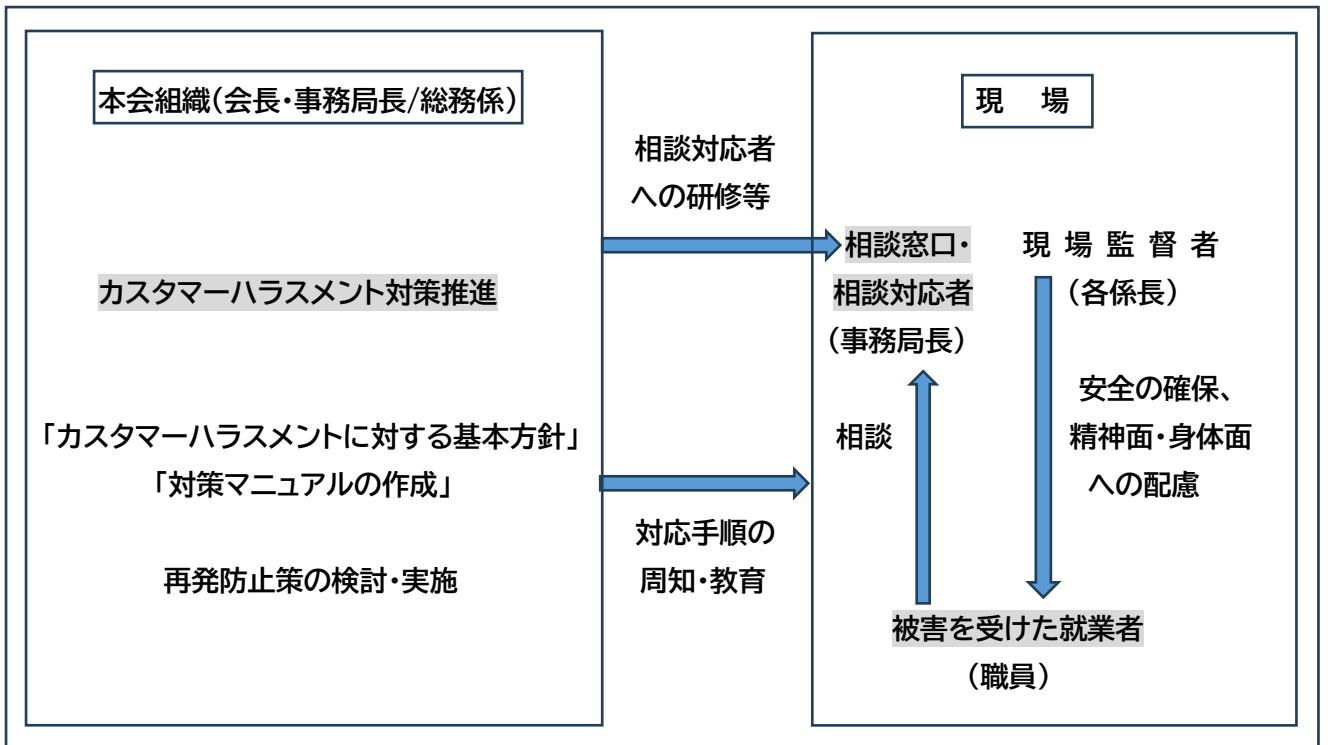 本会組織(会長・事務局長/総務係)
カスタマーハラスメント対策推進
「カスタマーハラスメントに対する基本方針」
「対策マニュアルの作成」
再発防止策の検討・実施
相談対応者
への研修等
対応手順の
周知・教育
現　場
相談窓口・
相談対応者
(事務局長)
現 場 監 督 者
(各係長)
相談
安全の確保、
精神面・身体面
への配慮
被害を受けた就業者
(職員)